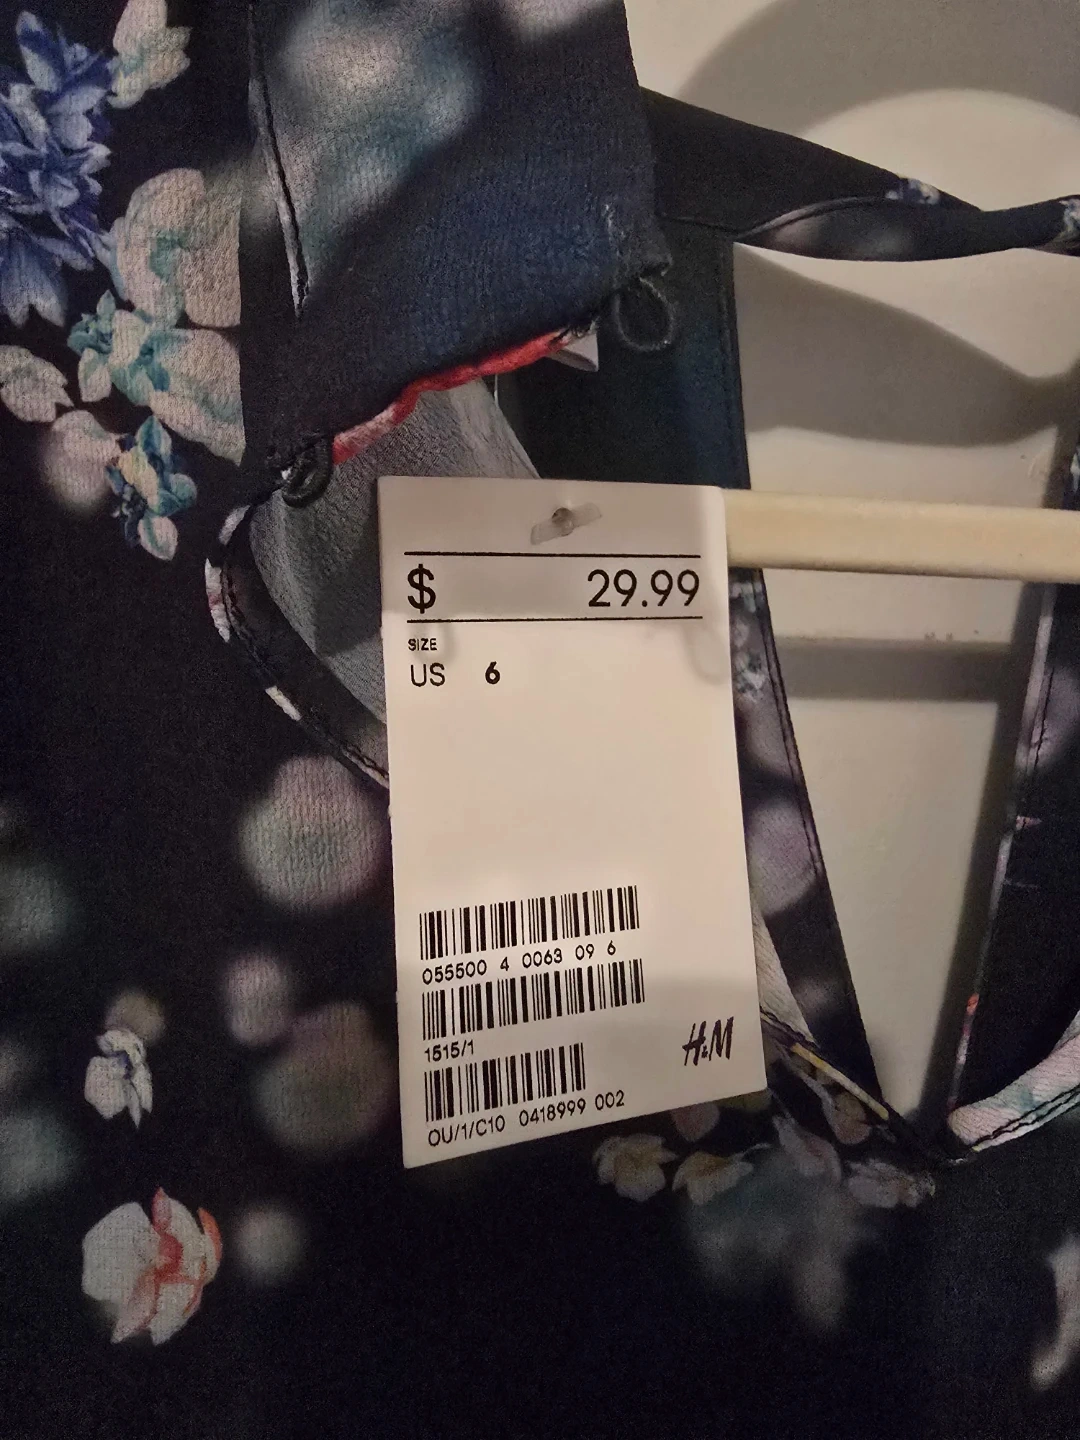 $ 29.99
SIZE
US 6
055500 4 0063 09 6
1515/1
H&M
OU/1/C10 0418999 002